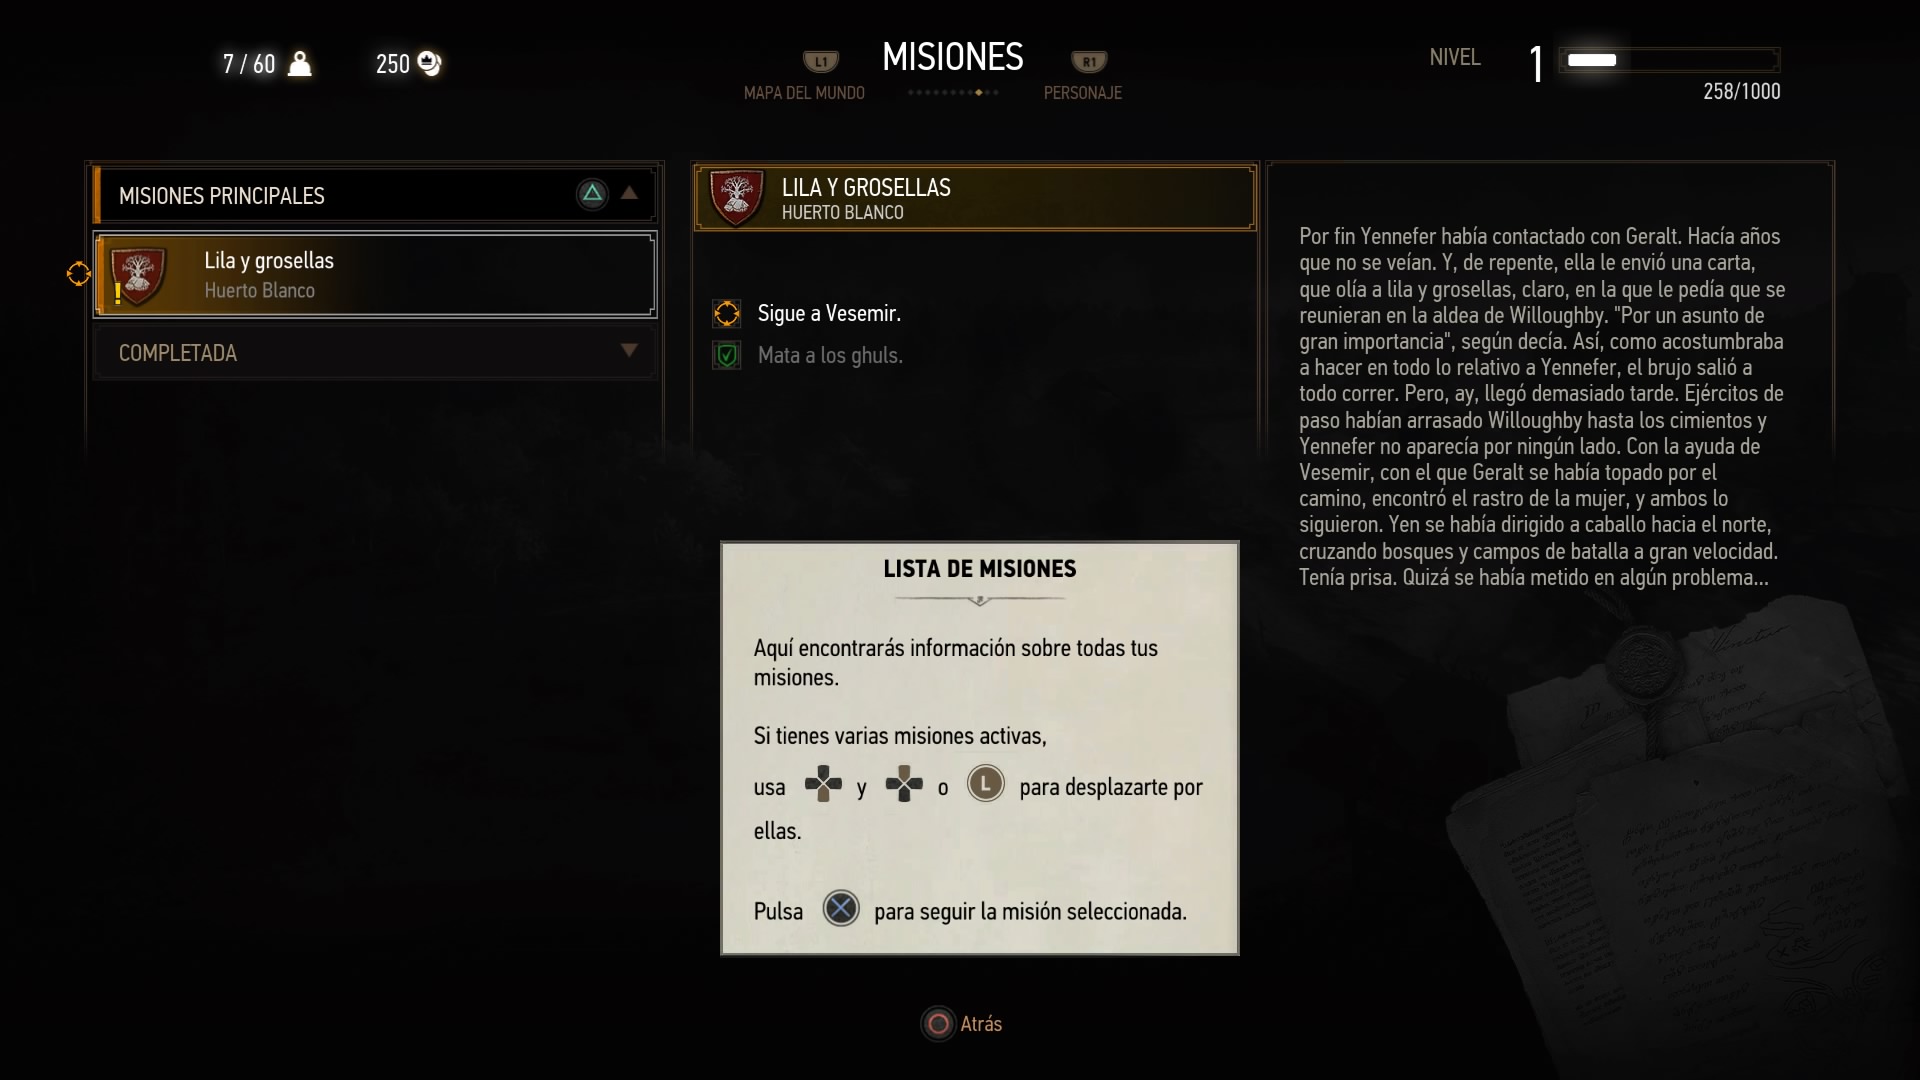 7 / 60
250
L1
MISIONES
R1
MAPA DEL MUNDO
PERSONAJE
NIVEL
1
258/1000
MISIONES PRINCIPALES
Lila y grosellas
Huerto Blanco
COMPLETADA
LILA Y GROSELLAS
HUERTO BLANCO
Sigue a Vesemir.
Mata a los ghuls.
Por fin Yennefer había contactado con Geralt. Hacía años
que no se veían. Y, de repente, ella le envió una carta,
que olía a lila y grosellas, claro, en la que le pedía que se
reunieran en la aldea de Willoughby. "Por un asunto de
gran importancia", según decía. Así, como acostumbraba
a hacer en todo lo relativo a Yennefer, el brujo salió a
todo correr. Pero, ay, llegó demasiado tarde. Ejércitos de
paso habían arrasado Willoughby hasta los cimientos y
Yennefer no aparecía por ningún lado. Con la ayuda de
Vesemir, con el que Geralt se había topado por el
camino, encontró el rastro de la mujer, y ambos lo
siguieron. Yen se había dirigido a caballo hacia el norte,
cruzando bosques y campos de batalla a gran velocidad.
Tenía prisa. Quizá se había metido en algún problema...
LISTA DE MISIONES
Aquí encontrarás información sobre todas tus
misiones.
Si tienes varias misiones activas,
usa y o L para desplazarte por
ellas.
Pulsa para seguir la misión seleccionada.
Atrás